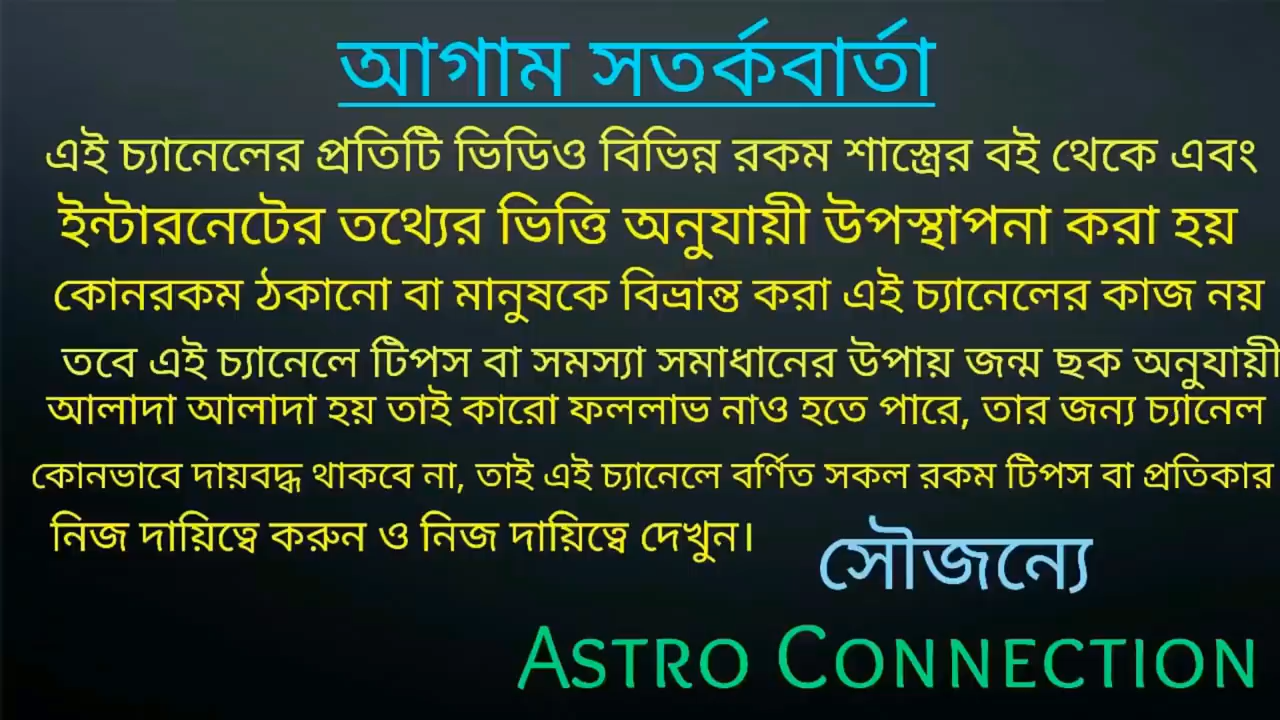 আগাম সতর্কবার্তা
এই চ্যানেলের প্রতিটি ভিডিও বিভিন্ন রকম শাস্ত্রের বই থেকে এবং
ইন্টারনেটের তথ্যের ভিত্তি অনুযায়ী উপস্থাপনা করা হয়
কোনরকম ঠকানো বা মানুষকে বিভ্রান্ত করা এই চ্যানেলের কাজ নয়
তবে এই চ্যানেলে টিপস বা সমস্যা সমাধানের উপায় জন্ম ছক অনুযায়ী
আলাদা আলাদা হয় তাই কারো ফললাভ নাও হতে পারে, তার জন্য চ্যানেল
কোনভাবে দায়বদ্ধ থাকবে না, তাই এই চ্যানেলে বর্ণিত সকল রকম টিপস বা প্রতিকার
নিজ দায়িত্বে করুন ও নিজ দায়িত্বে দেখুন।
সৌজন্যে
ASTRO CONNECTION